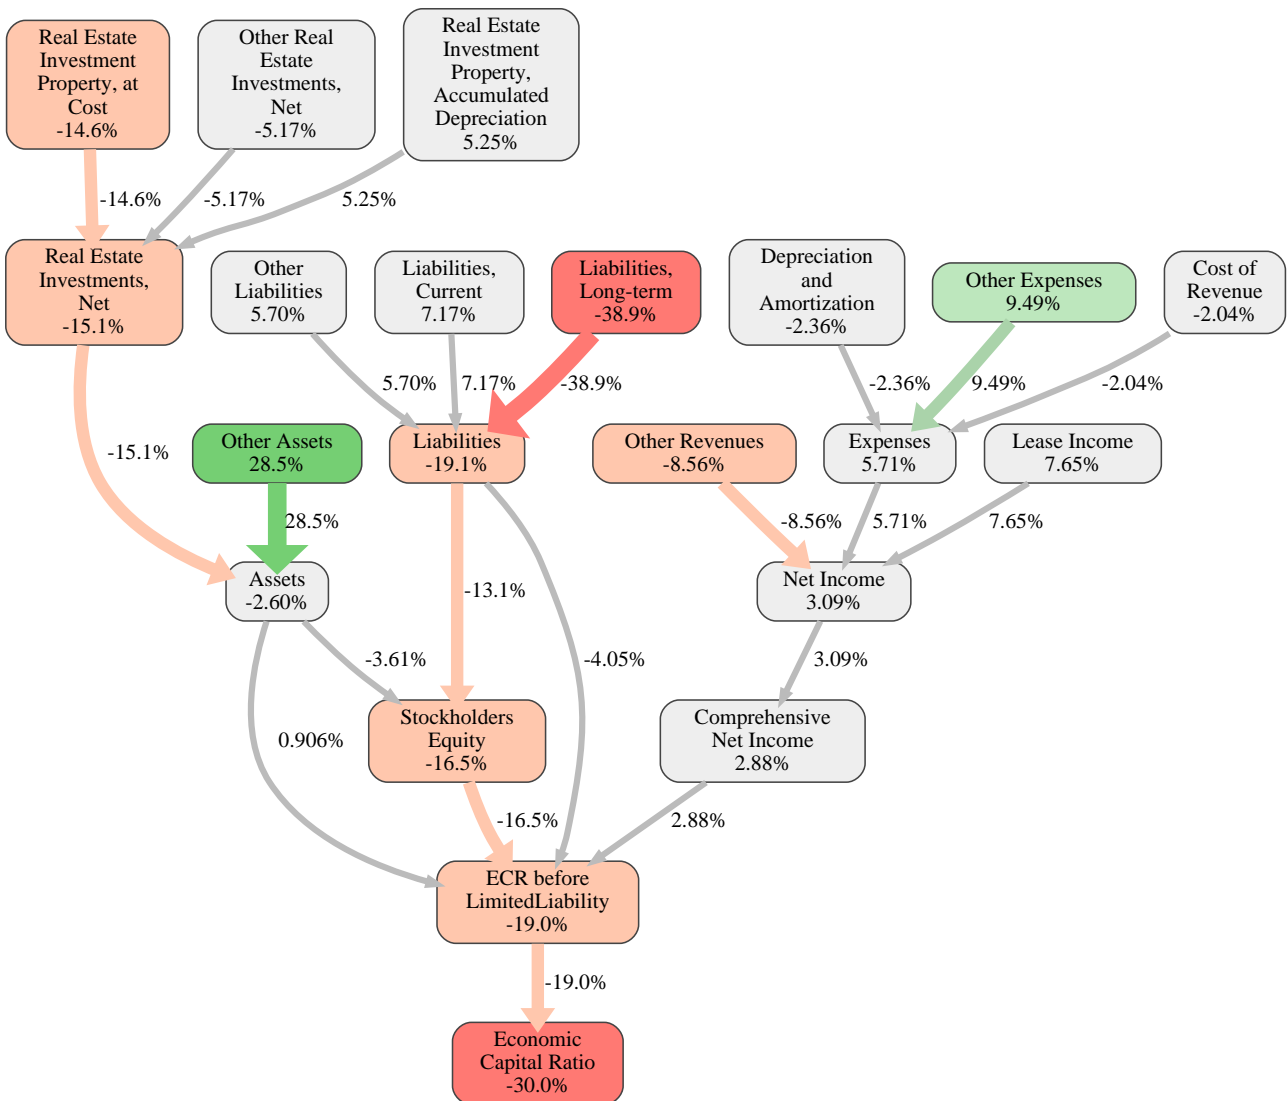 Real Estate
Investment
Property, at
Cost
-14.6%
Other Real
Estate
Investments,
Net
-5.17%
Real Estate
Investment
Property,
Accumulated
Depreciation
5.25%
-14.6%
-5.17%
5.25%
Real Estate
Investments,
Net
-15.1%
Other
Liabilities
5.70%
Liabilities,
Current
7.17%
Liabilities,
Long-term
-38.9%
Depreciation
and
Amortization
-2.36%
Other Expenses
9.49%
Cost of
Revenue
-2.04%
5.70%
7.17%
-38.9%
-2.36%
9.49%
-2.04%
-15.1%
Other Assets
28.5%
Liabilities
-19.1%
Other Revenues
-8.56%
Expenses
5.71%
Lease Income
7.65%
28.5%
-8.56%
5.71%
7.65%
Assets
-2.60%
-13.1%
Net Income
3.09%
-3.61%
-4.05%
3.09%
0.906%
Stockholders
Equity
-16.5%
Comprehensive
Net Income
2.88%
-16.5%
2.88%
ECR before
LimitedLiability
-19.0%
-19.0%
Economic
Capital Ratio
-30.0%